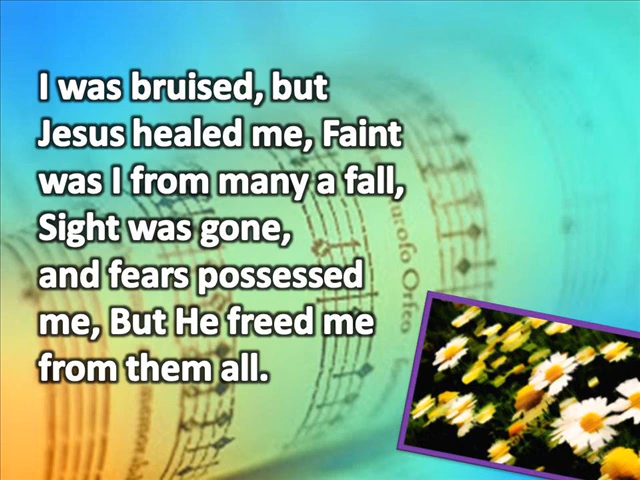 I was bruised, but
Jesus healed me, Faint
was I from many a fall,
Sight was gone,
and fears possessed
me, But He freed me
from them all.